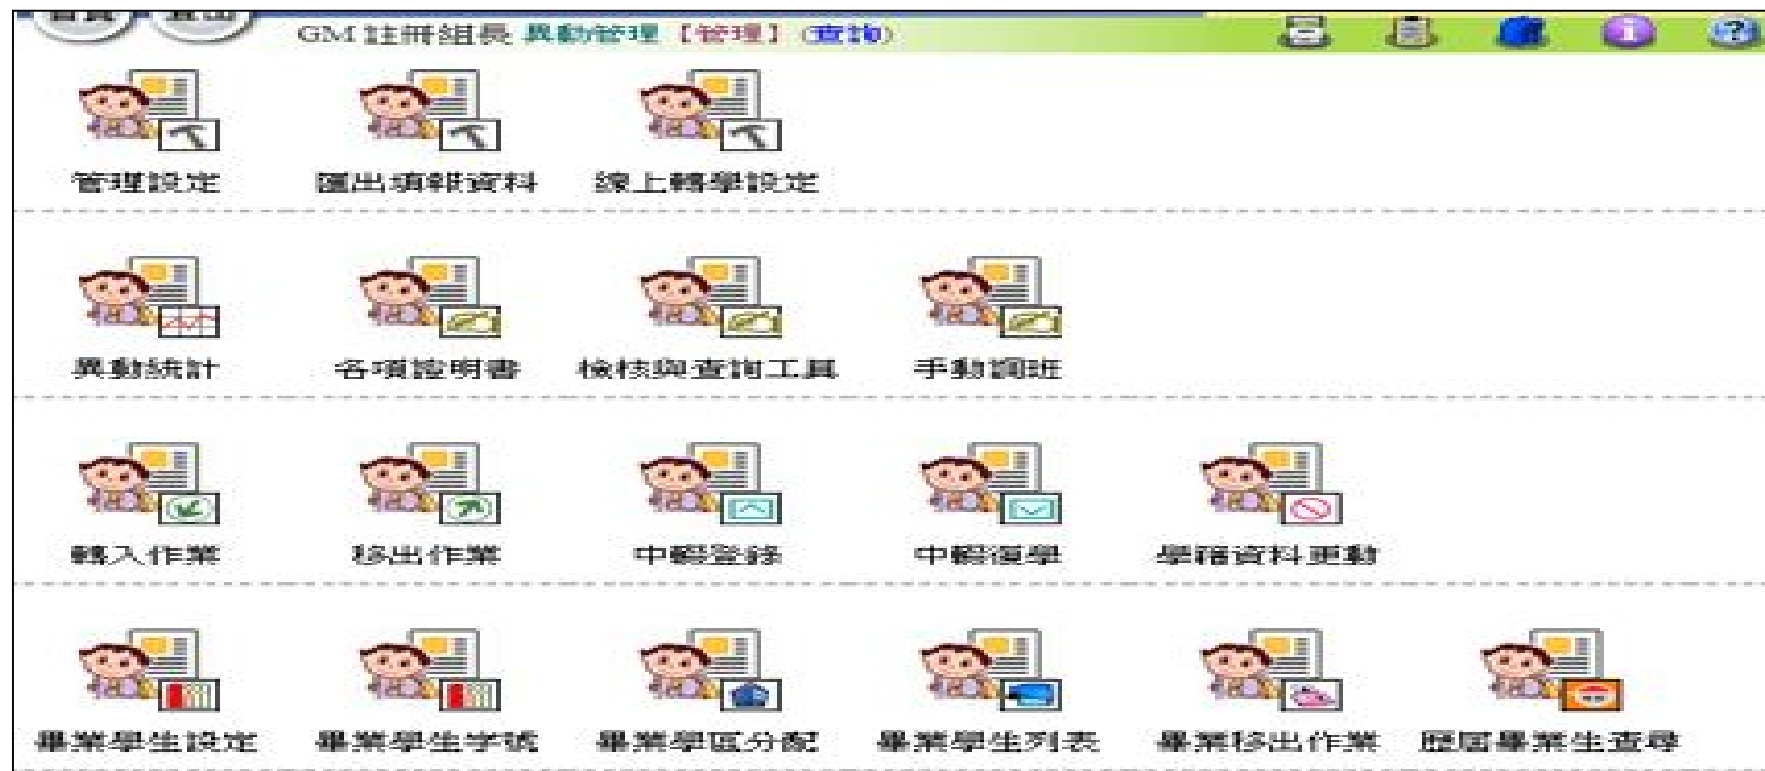 首頁 登出
GM 註冊組長 異動管理【管理】(查詢)
管理設定 匯出填報資料 線上轉學設定
異動統計 各項證明書 檢核與查詢工具 手動調班
轉入作業 移出作業 中輟登錄 中輟復學 學籍資料更動
畢業學生設定 畢業學生字號 畢業學區分配 畢業學生列表 畢業移出作業 歷屆畢業生查尋